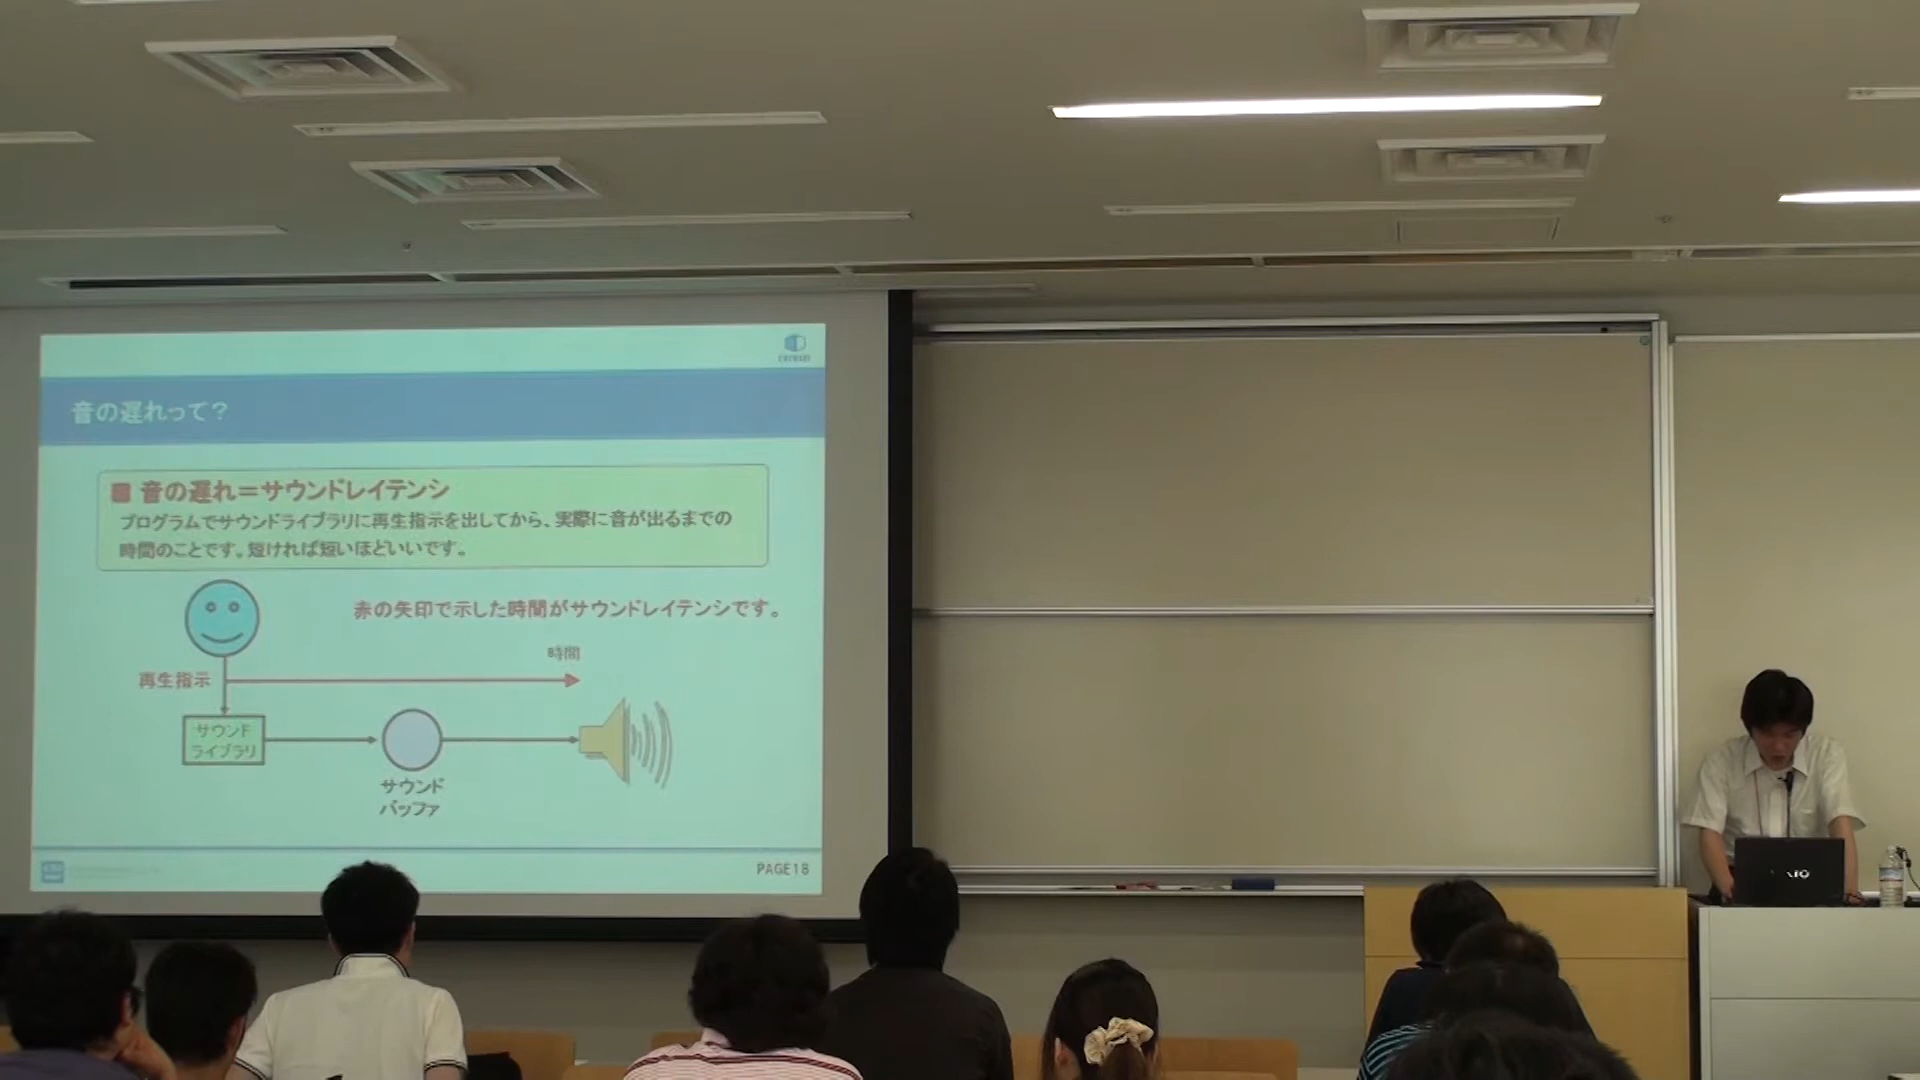 音の遅れって?
■ 音の遅れ=サウンドレイテンシ
プログラムでサウンドライブラリに再生指示を出してから、実際に音が出るまでの
時間のことです。短ければ短いほどいいです。
赤の矢印で示した時間がサウンドレイテンシです。
時間
再生指示
サウンド
ライブラリ
サウンド
バッファ
PAGE18